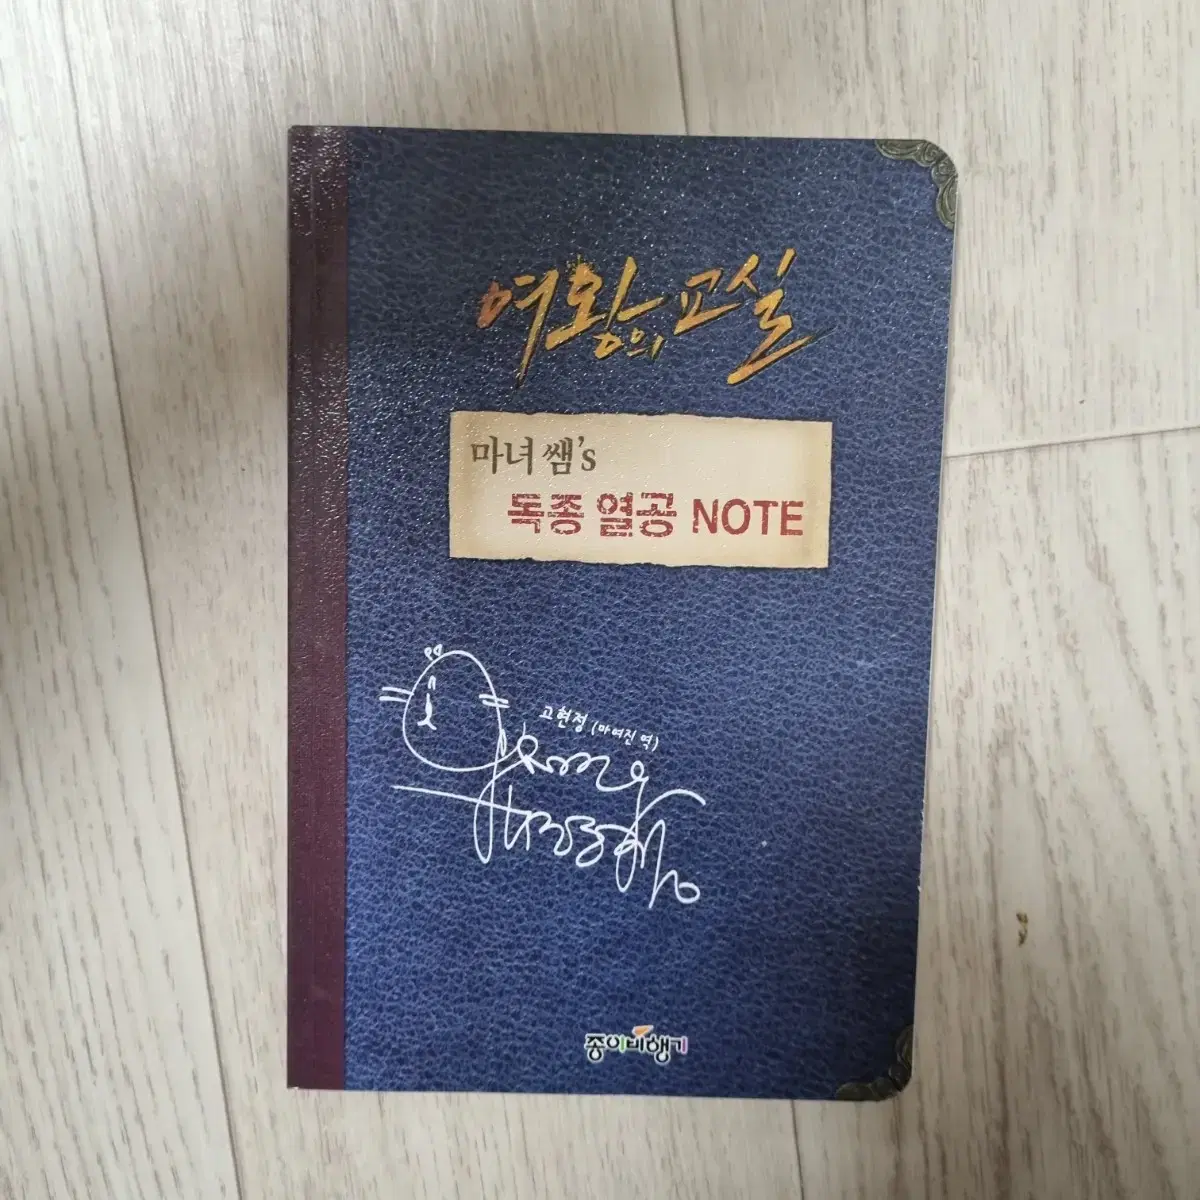 여왕의 교실
마녀 쌤's
독종 열공 NOTE
고현정 (마여진 역)
종이비행기